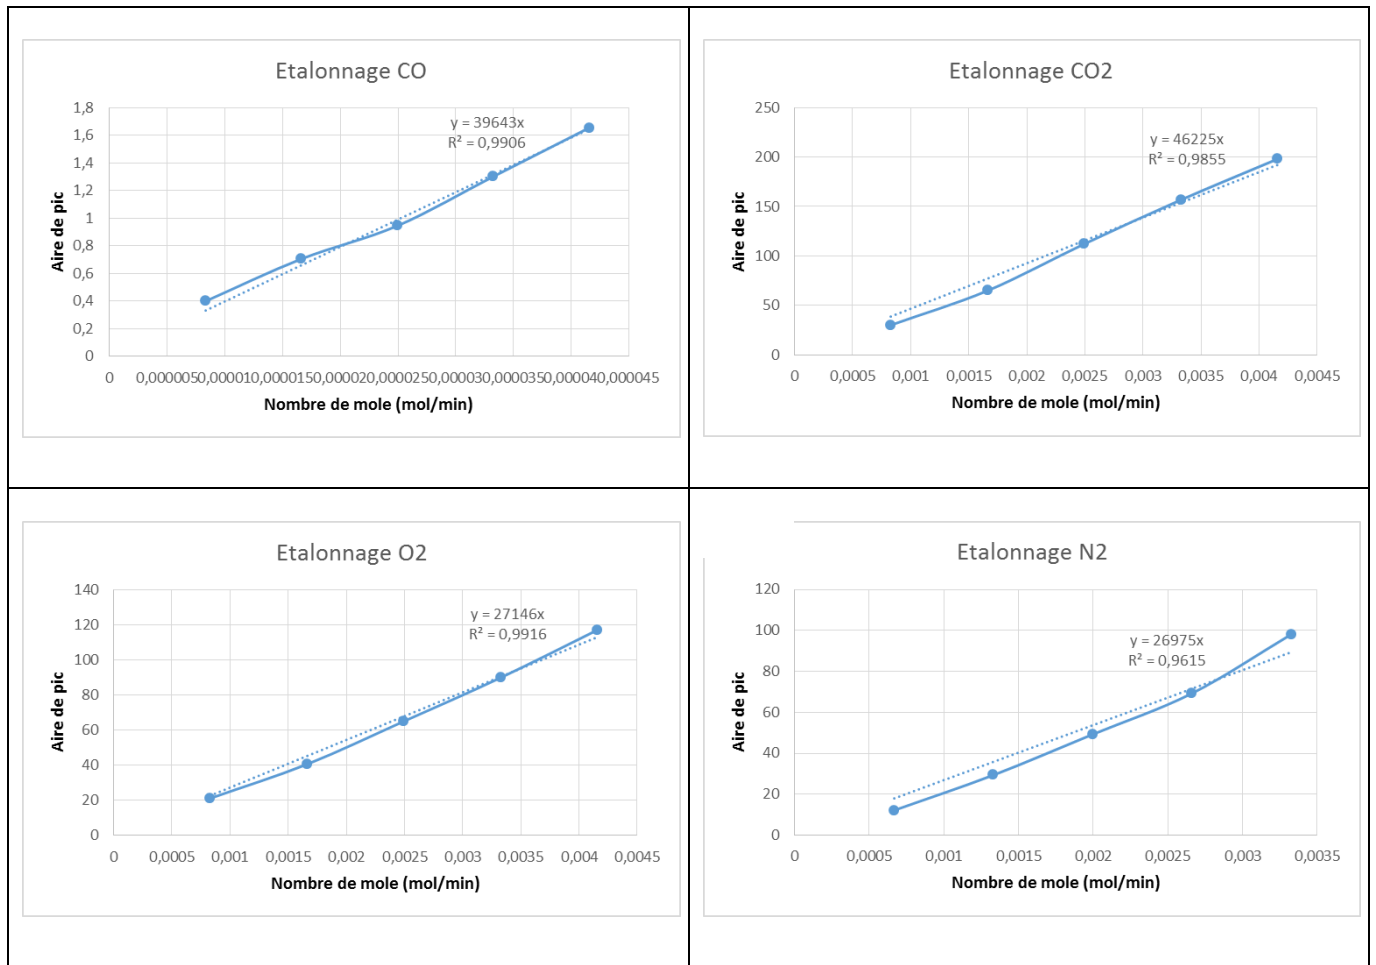 Etalonnage CO
y = 39643x
R² = 0,9906
1,8
1,6
1,4
1,2
1
0,8
0,6
0,4
0,2
0
Aire de pic
0 0,000005 0,00001 0,000015 0,00002 0,000025 0,00003 0,000035 0,00004 0,000045
Nombre de mole (mol/min)
Etalonnage CO2
y = 46225x
R² = 0,9855
250
200
150
100
50
0
Aire de pic
0 0,0005 0,001 0,0015 0,002 0,0025 0,003 0,0035 0,004 0,0045
Nombre de mole (mol/min)
Etalonnage O2
y = 27146x
R² = 0,9916
140
120
100
80
60
40
20
0
Aire de pic
0 0,0005 0,001 0,0015 0,002 0,0025 0,003 0,0035 0,004 0,0045
Nombre de mole (mol/min)
Etalonnage N2
y = 26975x
R² = 0,9615
120
100
80
60
40
20
0
Aire de pic
0 0,0005 0,001 0,0015 0,002 0,0025 0,003 0,0035
Nombre de mole (mol/min)